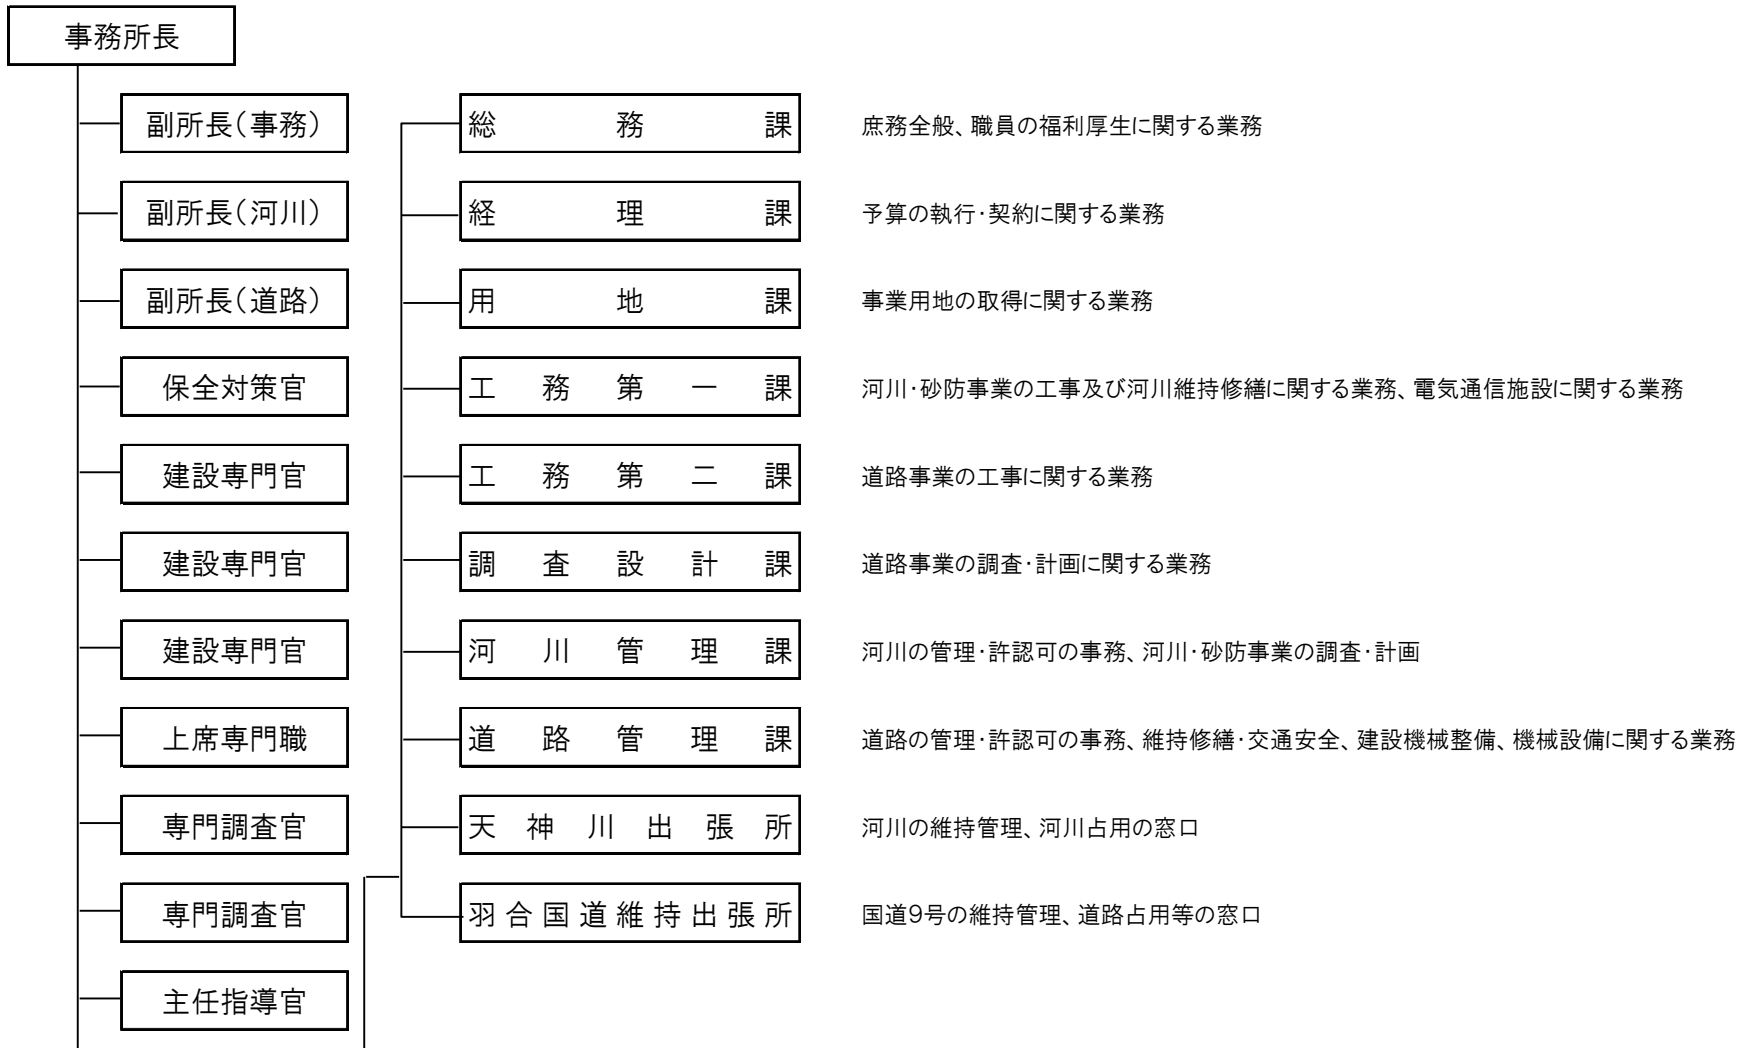 事務所長
副所長(事務)
副所長(河川)
副所長(道路)
保全対策官
建設専門官
建設専門官
建設専門官
上席専門職
専門調査官
専門調査官
主任指導官
総務課 庶務全般、職員の福利厚生に関する業務
経理課 予算の執行・契約に関する業務
用地課 事業用地の取得に関する業務
工務第一課 河川・砂防事業の工事及び河川維持修繕に関する業務、電気通信施設に関する業務
工務第二課 道路事業の工事に関する業務
調査設計課 道路事業の調査・計画に関する業務
河川管理課 河川の管理・許認可の事務、河川・砂防事業の調査・計画
道路管理課 道路の管理・許認可の事務、維持修繕・交通安全、建設機械整備、機械設備に関する業務
天神川出張所 河川の維持管理、河川占用の窓口
羽合国道維持出張所 国道9号の維持管理、道路占用等の窓口